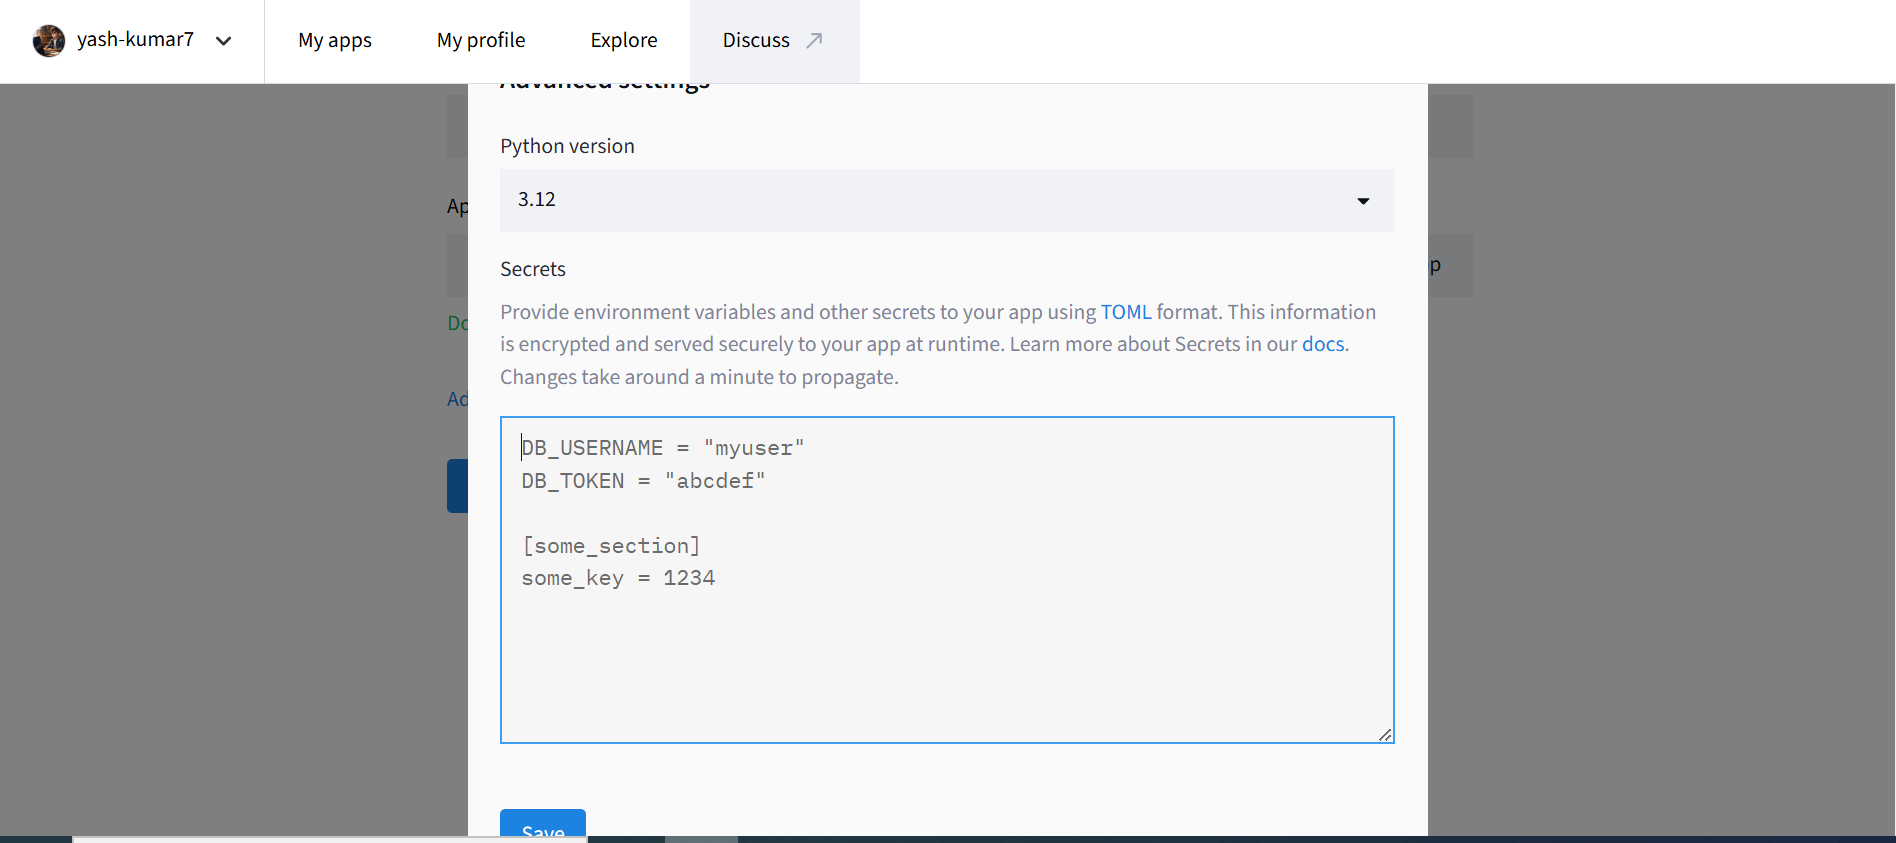 yash-kumar7
My apps
My profile
Explore
Discuss
Advanced settings
Python version
3.12
Ap
Secrets
p
Provide environment variables and other secrets to your app using TOML format. This information
Do
is encrypted and served securely to your app at runtime. Learn more about Secrets in our docs.
Changes take around a minute to propagate.
Ad
DB_USERNAME = "myuser"
DB_TOKEN = "abcdef"
[some_section]
some_key = 1234
Save